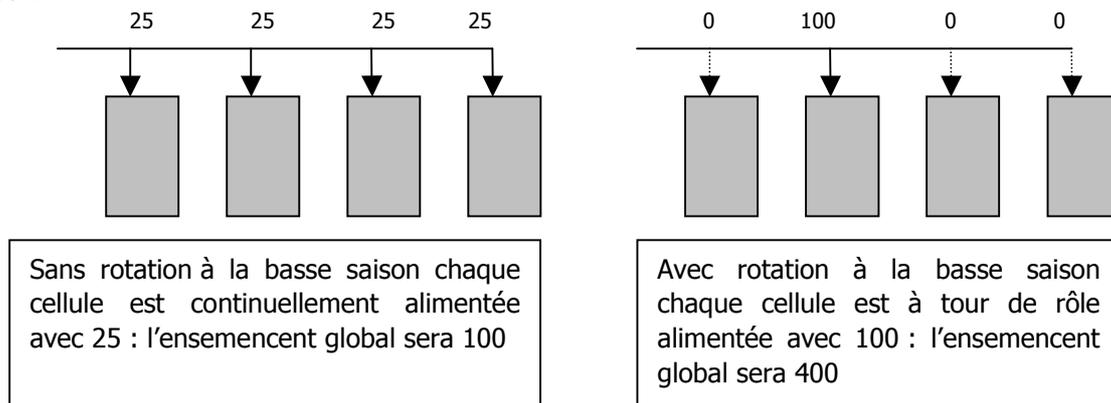 25 25 25 25
0 100 0 0
Sans rotation à la basse saison chaque
cellule est continuellement alimentée
avec 25 : l’ensemencent global sera 100
Avec rotation à la basse saison
chaque cellule est à tour de rôle
alimentée avec 100 : l’ensemencent
global sera 400